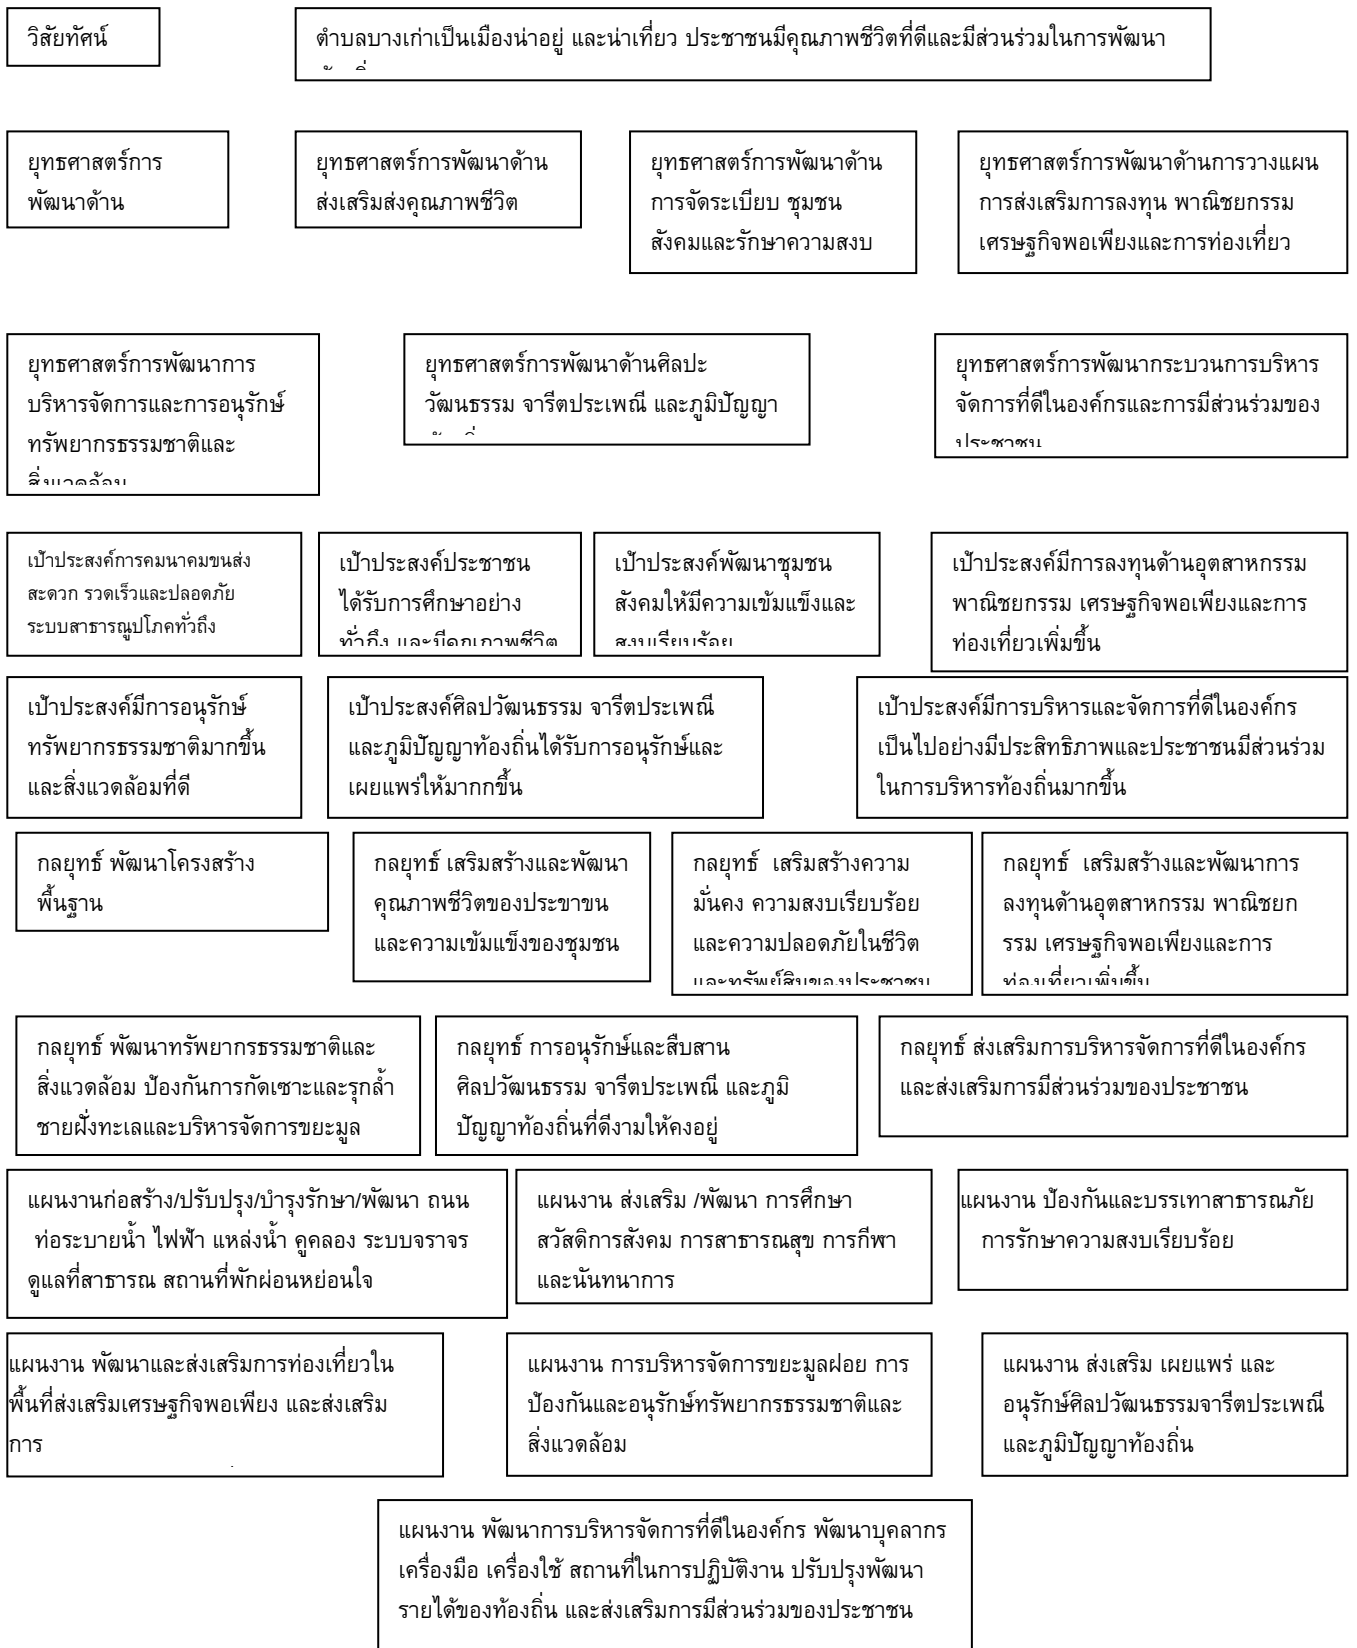 วิสัยทัศน์
ตำบลบางเก่าเป็นเมืองน่าอยู่ และน่าเที่ยว ประชาชนมีคุณภาพชีวิตที่ดีและมีส่วนร่วมในการพัฒนา
ยุทธศาสตร์การ
พัฒนาด้าน
ยุทธศาสตร์การพัฒนาด้าน
ส่งเสริมส่งคุณภาพชีวิต
ยุทธศาสตร์การพัฒนาด้าน
การจัดระเบียบ ชุมชน
สังคมและรักษาความสงบ
ยุทธศาสตร์การพัฒนาด้านการวางแผน
การส่งเสริมการลงทุน พาณิชยกรรม
เศรษฐกิจพอเพียงและการท่องเที่ยว
ยุทธศาสตร์การพัฒนาการ
บริหารจัดการและการอนุรักษ์
ทรัพยากรธรรมชาติและ
สิ่งแวดล้อม
ยุทธศาสตร์การพัฒนาด้านศิลปะ
วัฒนธรรม จารีตประเพณี และภูมิปัญญา
ยุทธศาสตร์การพัฒนากระบวนการบริหาร
จัดการที่ดีในองค์กรและการมีส่วนร่วมของ
ประชาชน
เป้าประสงค์การคมนาคมขนส่ง
สะดวก รวดเร็วและปลอดภัย
ระบบสาธารณูปโภคทั่วถึง
เป้าประสงค์ประชาชน
ได้รับการศึกษาอย่าง
ทั่วถึง และมีคุณภาพชีวิต
เป้าประสงค์พัฒนาชุมชน
สังคมให้มีความเข้มแข็งและ
สงบเรียบร้อย
เป้าประสงค์มีการลงทุนด้านอุตสาหกรรม
พาณิชยกรรม เศรษฐกิจพอเพียงและการ
ท่องเที่ยวเพิ่มขึ้น
เป้าประสงค์มีการอนุรักษ์
ทรัพยากรธรรมชาติมากขึ้น
และสิ่งแวดล้อมที่ดี
เป้าประสงค์ศิลปวัฒนธรรม จารีตประเพณี
และภูมิปัญญาท้องถิ่นได้รับการอนุรักษ์และ
เผยแพร่ให้มากกขึ้น
เป้าประสงค์มีการบริหารและจัดการที่ดีในองค์กร
เป็นไปอย่างมีประสิทธิภาพและประชาชนมีส่วนร่วม
ในการบริหารท้องถิ่นมากขึ้น
กลยุทธ์ พัฒนาโครงสร้าง
พื้นฐาน
กลยุทธ์ เสริมสร้างและพัฒนา
คุณภาพชีวิตของประขาขน
และความเข้มแข็งของชุมชน
กลยุทธ์  เสริมสร้างความ
มั่นคง ความสงบเรียบร้อย
และความปลอดภัยในชีวิต
และทรัพย์สินของประชาชน
กลยุทธ์  เสริมสร้างและพัฒนาการ
ลงทุนด้านอุตสาหกรรม พาณิชยก
รรม เศรษฐกิจพอเพียงและการ
ท่องเที่ยวเพิ่มขึ้น
กลยุทธ์ พัฒนาทรัพยากรธรรมชาติและ
สิ่งแวดล้อม ป้องกันการกัดเซาะและรุกล้ำ
ชายฝั่งทะเลและบริหารจัดการขยะมูล
กลยุทธ์ การอนุรักษ์และสืบสาน
ศิลปวัฒนธรรม จารีตประเพณี และภูมิ
ปัญญาท้องถิ่นที่ดีงามให้คงอยู่
กลยุทธ์ ส่งเสริมการบริหารจัดการที่ดีในองค์กร
และส่งเสริมการมีส่วนร่วมของประชาชน
แผนงานก่อสร้าง/ปรับปรุง/บำรุงรักษา/พัฒนา ถนน
ท่อระบายน้ำ ไฟฟ้า แหล่งน้ำ คูคลอง ระบบจราจร
ดูแลที่สาธารณ สถานที่พักผ่อนหย่อนใจ
แผนงาน ส่งเสริม /พัฒนา การศึกษา
สวัสดิการสังคม การสาธารณสุข การกีฬา
และนันทนาการ
แผนงาน ป้องกันและบรรเทาสาธารณภัย
การรักษาความสงบเรียบร้อย
แผนงาน พัฒนาและส่งเสริมการท่องเที่ยวใน
พื้นที่ส่งเสริมเศรษฐกิจพอเพียง และส่งเสริม
การ
แผนงาน การบริหารจัดการขยะมูลฝอย การ
ป้องกันและอนุรักษ์ทรัพยากรธรรมชาติและ
สิ่งแวดล้อม
แผนงาน ส่งเสริม เผยแพร่ และ
อนุรักษ์ศิลปวัฒนธรรมจารีตประเพณี
และภูมิปัญญาท้องถิ่น
แผนงาน พัฒนาการบริหารจัดการที่ดีในองค์กร พัฒนาบุคลากร
เครื่องมือ เครื่องใช้ สถานที่ในการปฏิบัติงาน ปรับปรุงพัฒนา
รายได้ของท้องถิ่น และส่งเสริมการมีส่วนร่วมของประชาชน